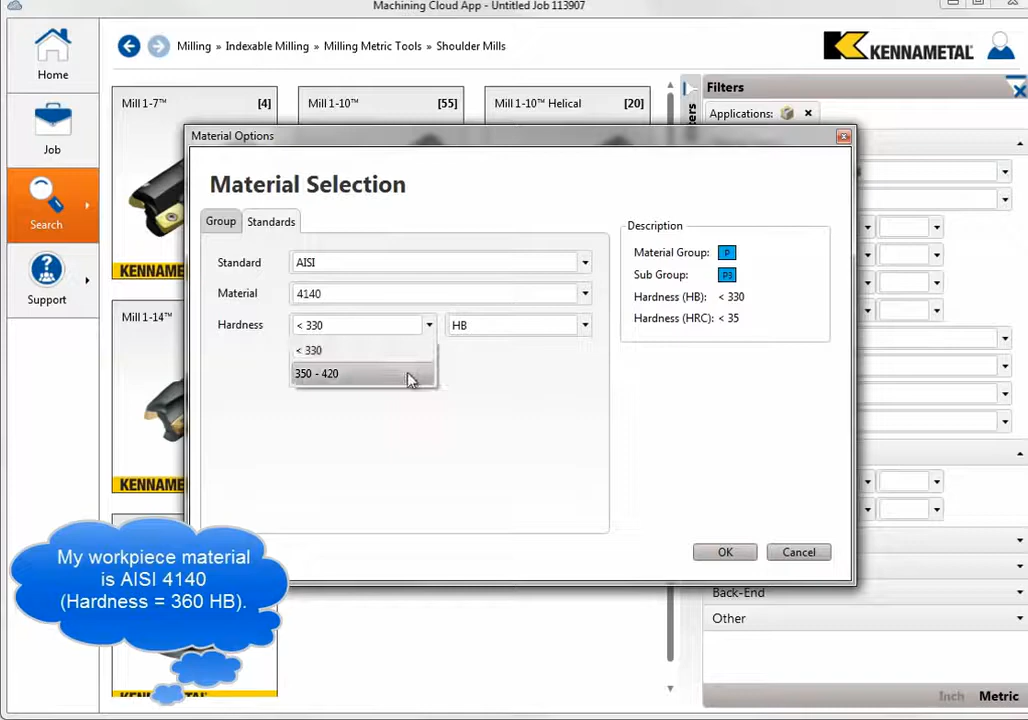 Machining Cloud App - Untitled Job 113907
Home
Job
Search
Support
Milling • Indexable Milling • Milling Metric Tools • Shoulder Mills
KENNAMETAL
Mill 1-7™ [4]
Mill 1-10™ [55]
Mill 1-10™ Helical [20]
KENNAME
Mill 1-14™
KENNAME
KENNAMETAL
Filters
Applications:
Material Options
Material Selection
Group
Standards
Standard AISI
Material 4140
Hardness < 330 HB
< 330
350 - 420
Description
Material Group: P
Sub Group: P3
Hardness (HB): < 330
Hardness (HRC): < 35
OK
Cancel
My workpiece material
is AISI 4140
(Hardness = 360 HB).
Back-End
Other
Inch Metric